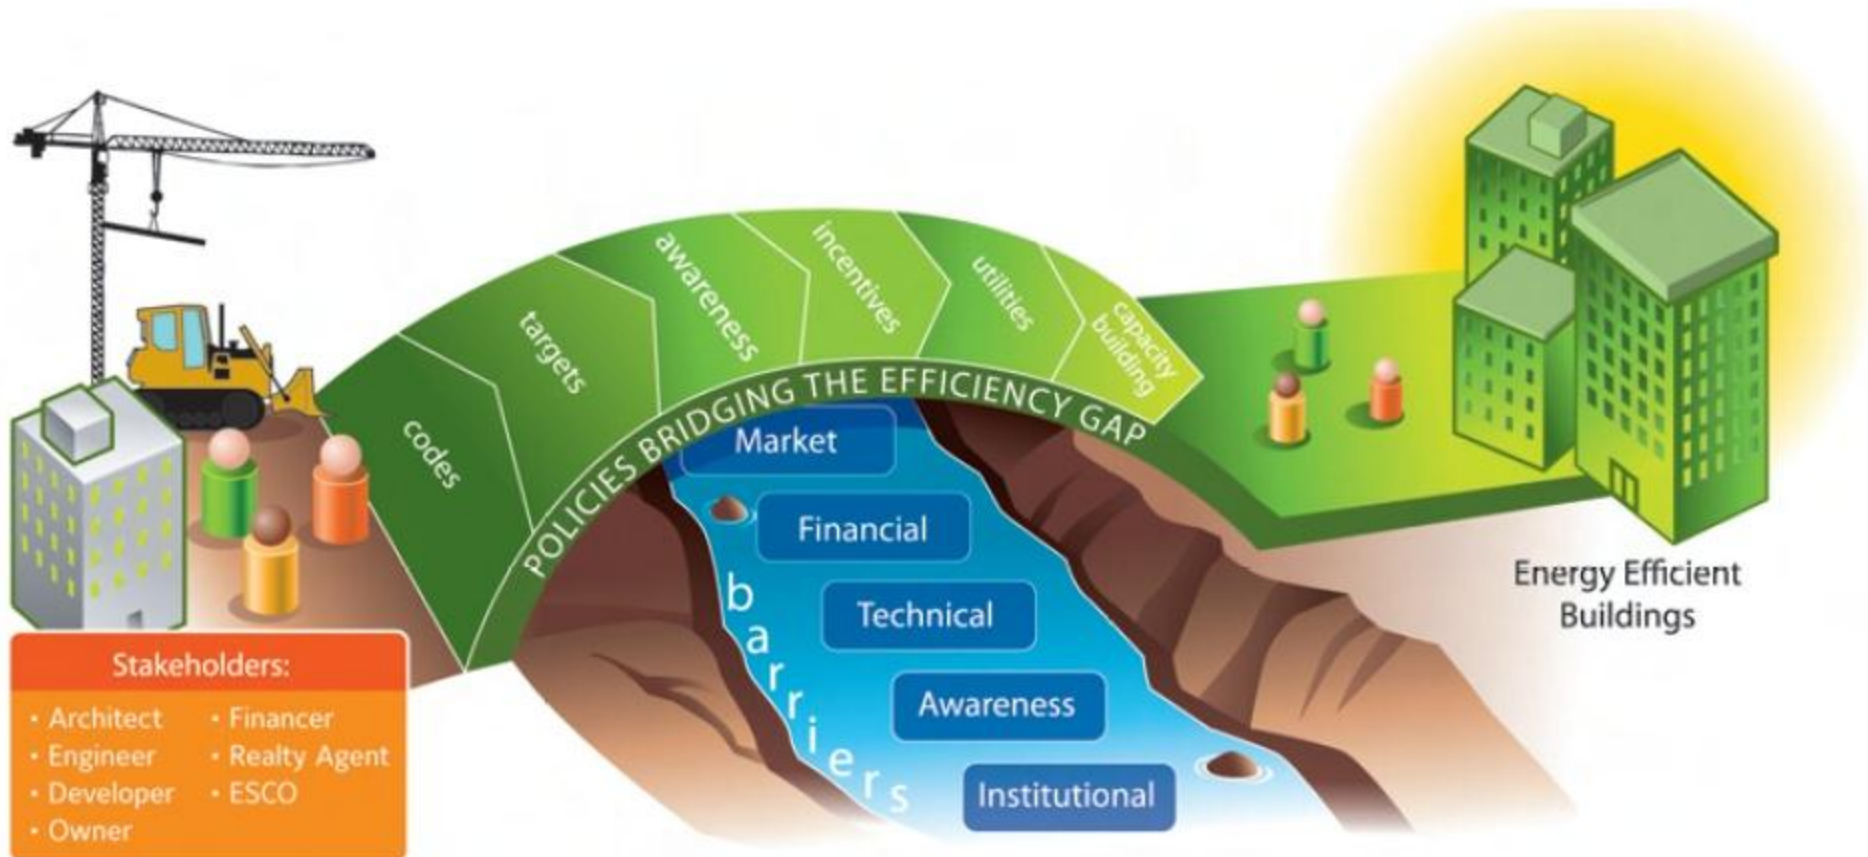 codes
targets
awareness
incentives
utilities
capacity
building
POLICIES BRIDGING THE EFFICIENCY GAP
Market
Financial
Technical
Awareness
Institutional
barriers
Energy Efficient
Buildings
Stakeholders:
· Architect
· Engineer
· Developer
· Owner
· Financer
· Realty Agent
· ESCO